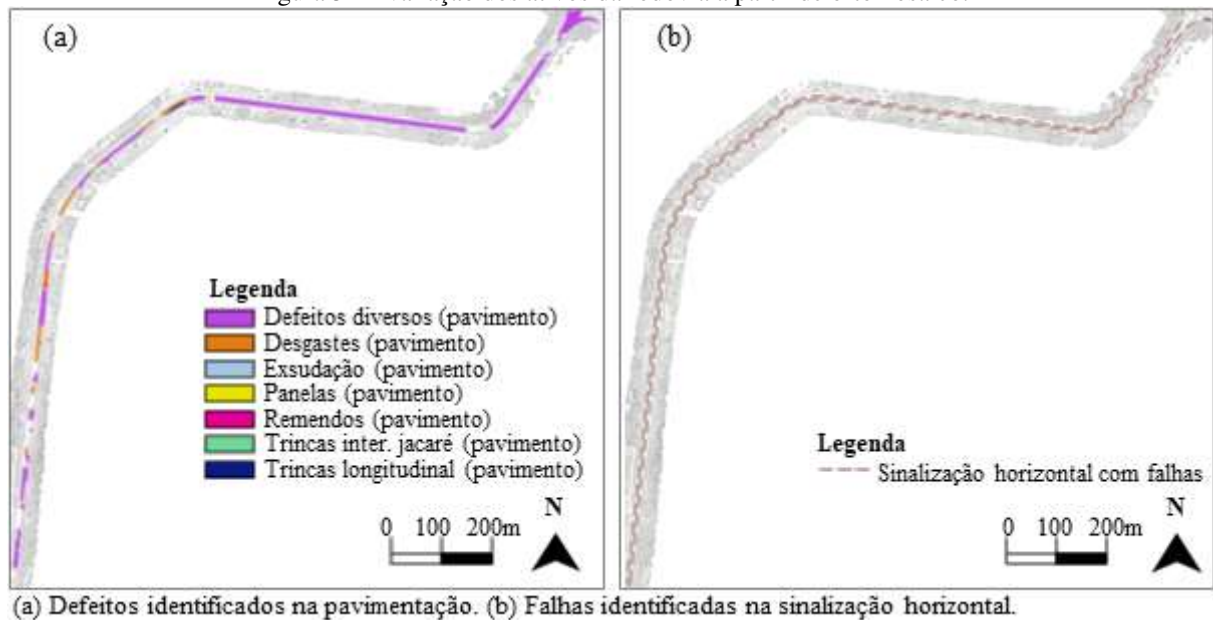 (a)
Legenda
Defeitos diversos (pavimento)
Desgastes (pavimento)
Exsudação (pavimento)
Panelas (pavimento)
Remendos (pavimento)
Trincas inter. jacaré (pavimento)
Trincas longitudinal (pavimento)
0 100 200m
N
(b)
Legenda
Sinalização horizontal com falhas
0 100 200m
N
(a) Defeitos identificados na pavimentação. (b) Falhas identificadas na sinalização horizontal.